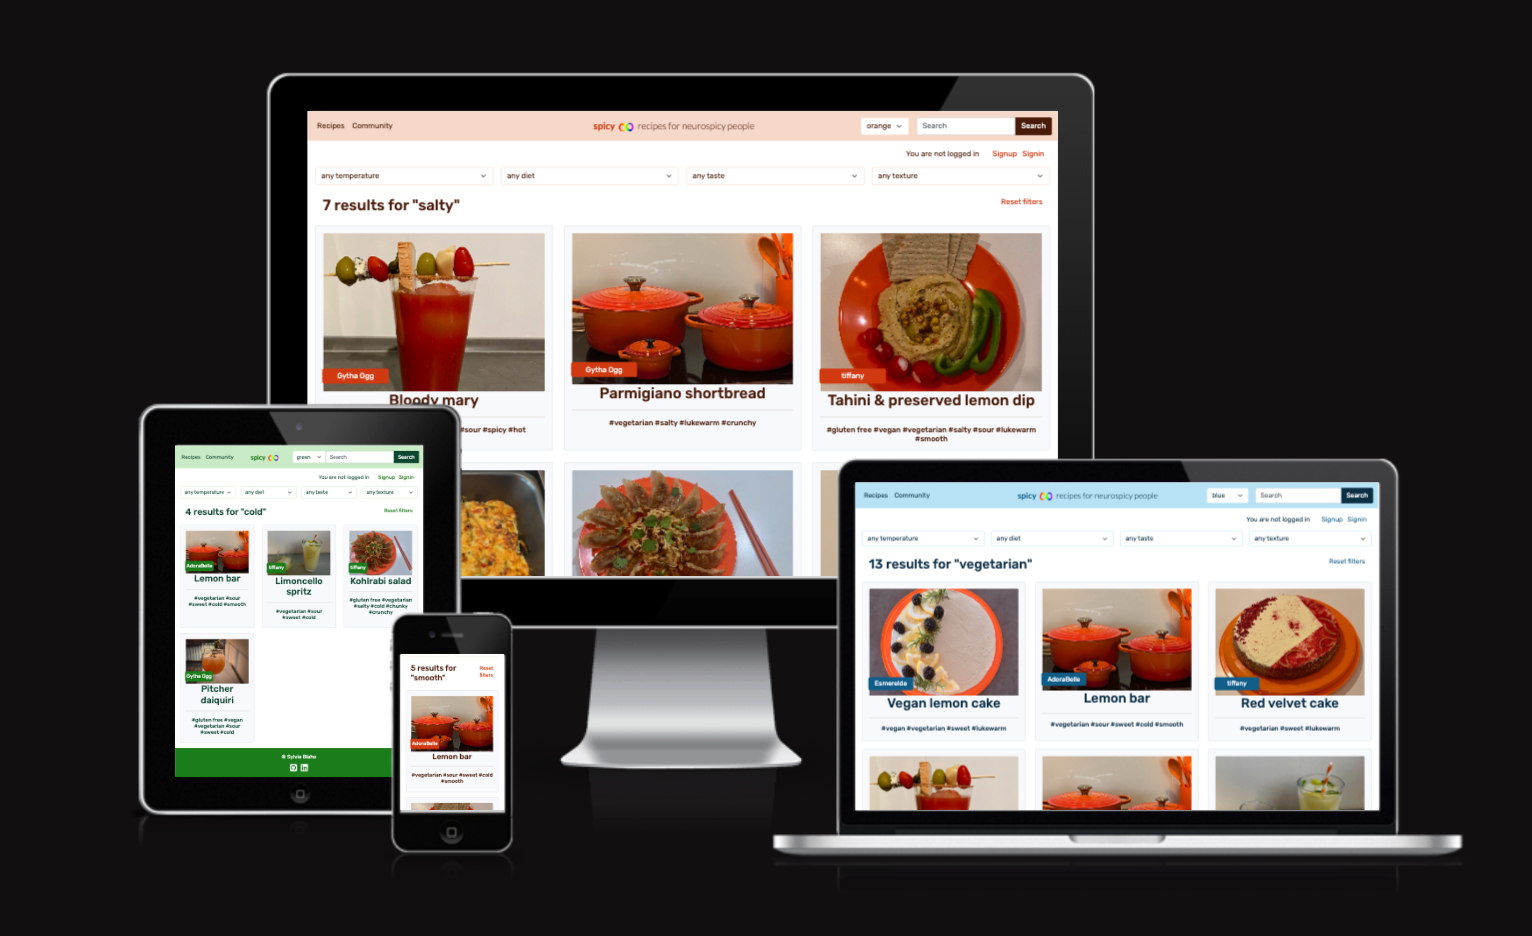 Recipes Community
spicy recipes for neurospicy people
orange
Search
Search
You are not logged in Signup Signin
any temperature
any diet
any taste
any texture
7 results for "salty"
Reset filters
Gytha Ogg
Bloody mary
#sour #spicy #hot
Gytha Ogg
Parmigiano shortbread
#vegetarian #salty #lukewarm #crunchy
tiffany
Tahini & preserved lemon dip
#gluten free #vegan #vegetarian #salty #sour #lukewarm
#smooth
Recipes Community
spicy
green
Search
Search
You are not logged in Signup Signin
any temperature
any diet
any taste
any texture
4 results for "cold"
Reset filters
AdoraBelle
Lemon bar
#vegetarian #sour
#sweet #cold #smooth
tiffany
Limoncello
spritz
#vegetarian #sour
#sweet #cold
tiffany
Kohlrabi salad
#gluten free #vegetarian
#salty #cold #chunky
#crunchy
Gytha Ogg
Pitcher
daiquiri
#gluten free #vegan
#vegetarian #sour
#sweet #cold
© Sylvia Blaho
5 results for
"smooth"
Reset
filters
AdoraBelle
Lemon bar
#vegetarian #sour #sweet #cold
#smooth
Recipes Community
spicy recipes for neurospicy people
blue
Search
Search
You are not logged in Signup Signin
any temperature
any diet
any taste
any texture
13 results for "vegetarian"
Reset filters
Esmerelda
Vegan lemon cake
#vegan #vegetarian #sweet #lukewarm
AdoraBelle
Lemon bar
#vegetarian #sour #sweet #cold #smooth
tiffany
Red velvet cake
#vegetarian #sweet #lukewarm